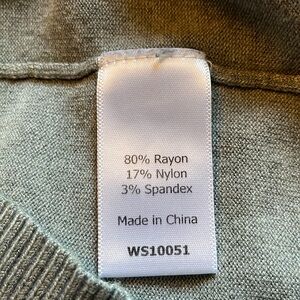 80% Rayon
17% Nylon
3% Spandex
Made in China
WS10051